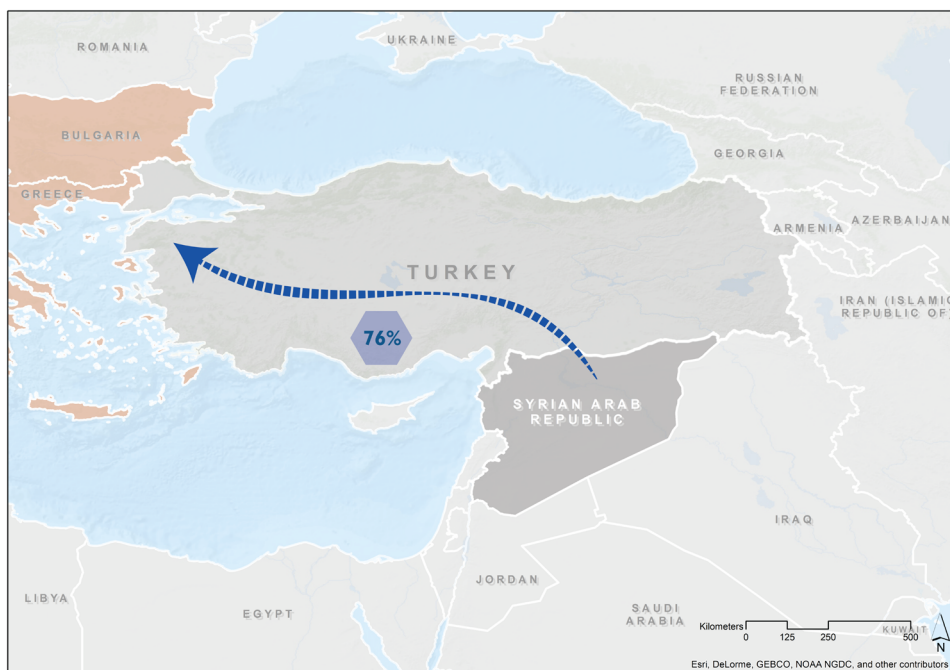 UKRAINE
ROMANIA
RUSSIAN
FEDERATION
BULGARIA
GEORGIA
GREECE
AZERBAIJAN
ARMENIA
TURKEY
IRAN (ISLAMIC
REPUBLIC OF)
76%
SYRIAN ARAB
REPUBLIC
IRAQ
JORDAN
LIBYA
EGYPT
SAUDI
ARABIA
Kilometers
0 125 250 500
KUWAIT
N
Esri, DeLorme, GEBCO, NOAA NGDC, and other contributors